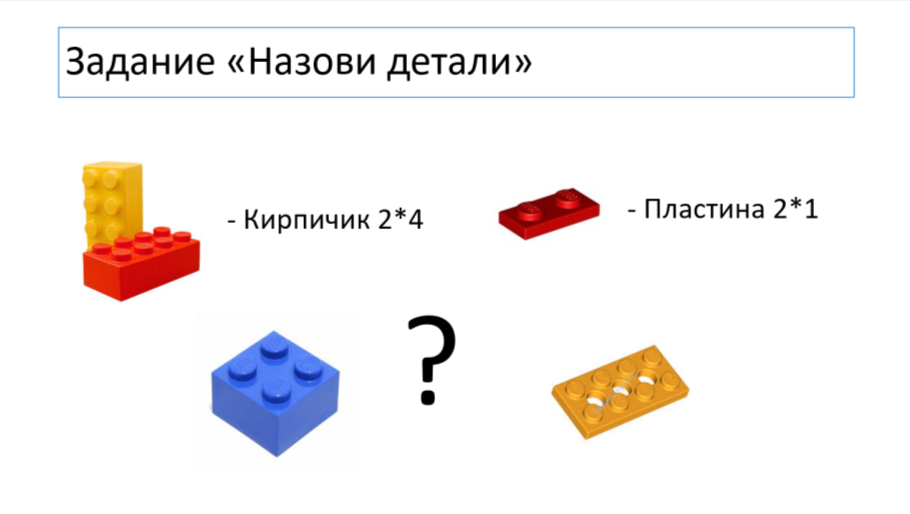 Задание «Назови детали»
- Кирпичик 2*4
- Пластина 2*1
?